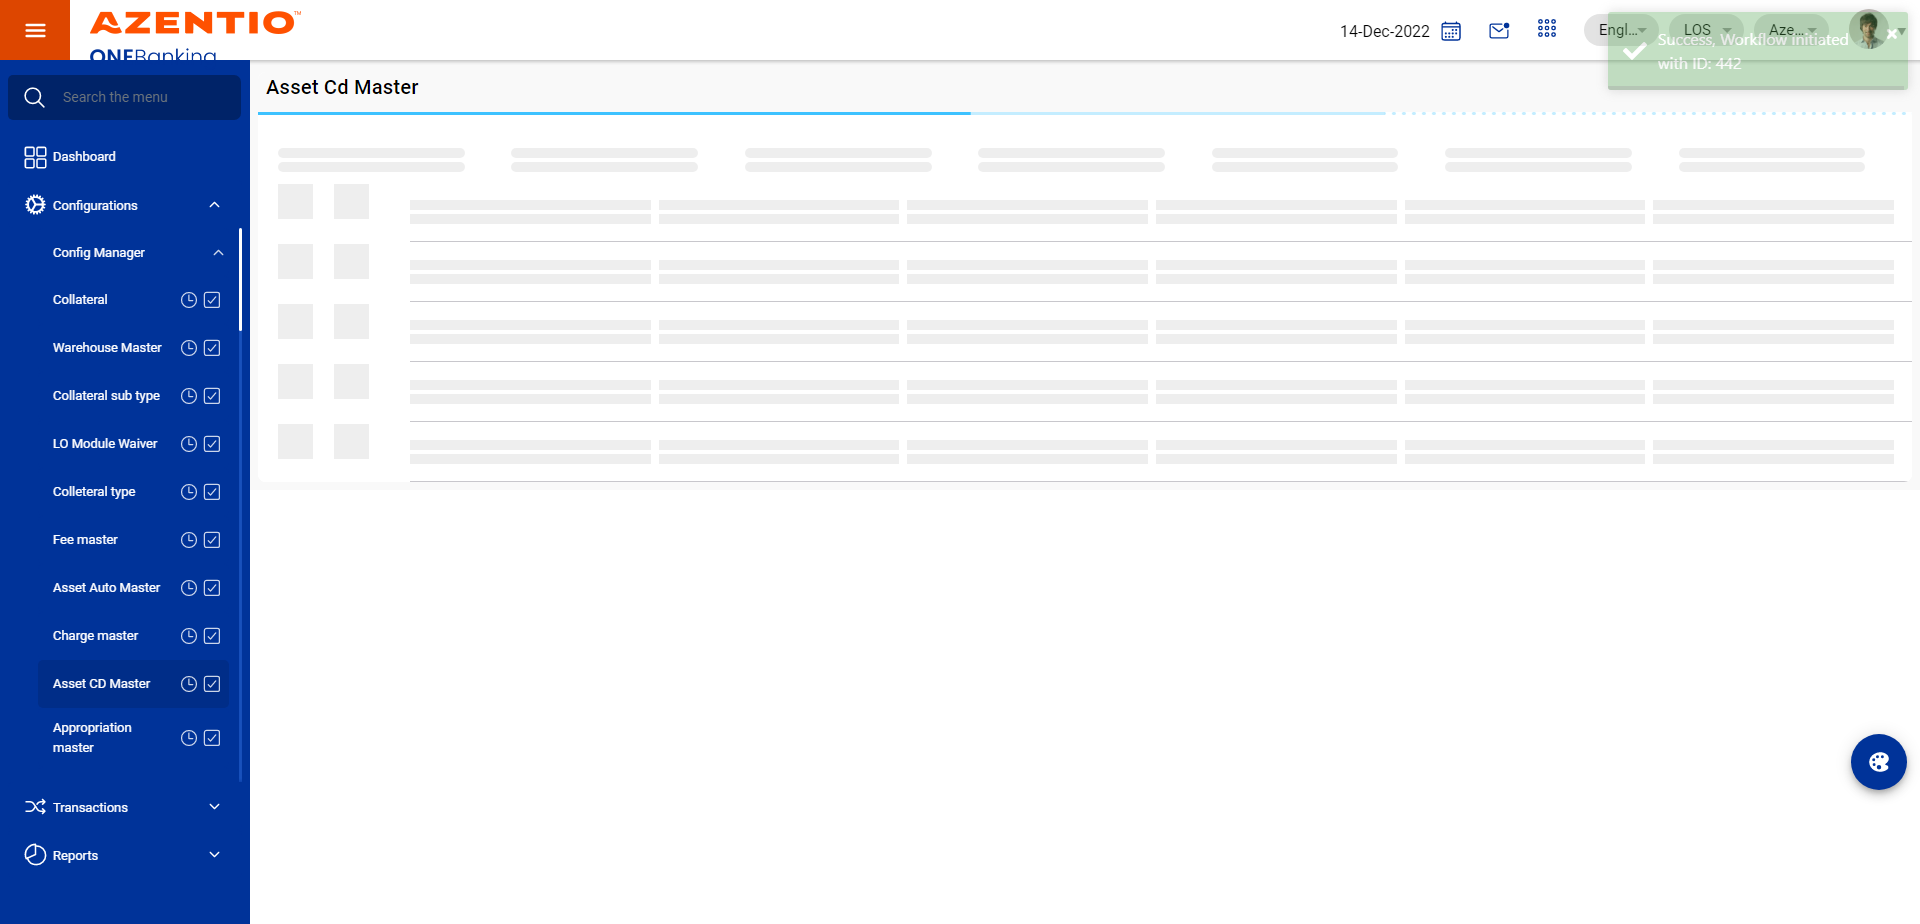 AZENTIO™
ONEBanking
14-Dec-2022
Engl...
LOS
Aze...
Success, Workflow initiated
with ID: 442
Search the menu
Dashboard
Configurations
Config Manager
Collateral
Warehouse Master
Collateral sub type
LO Module Waiver
Colleteral type
Fee master
Asset Auto Master
Charge master
Asset CD Master
Appropriation
master
Transactions
Reports
Asset Cd Master